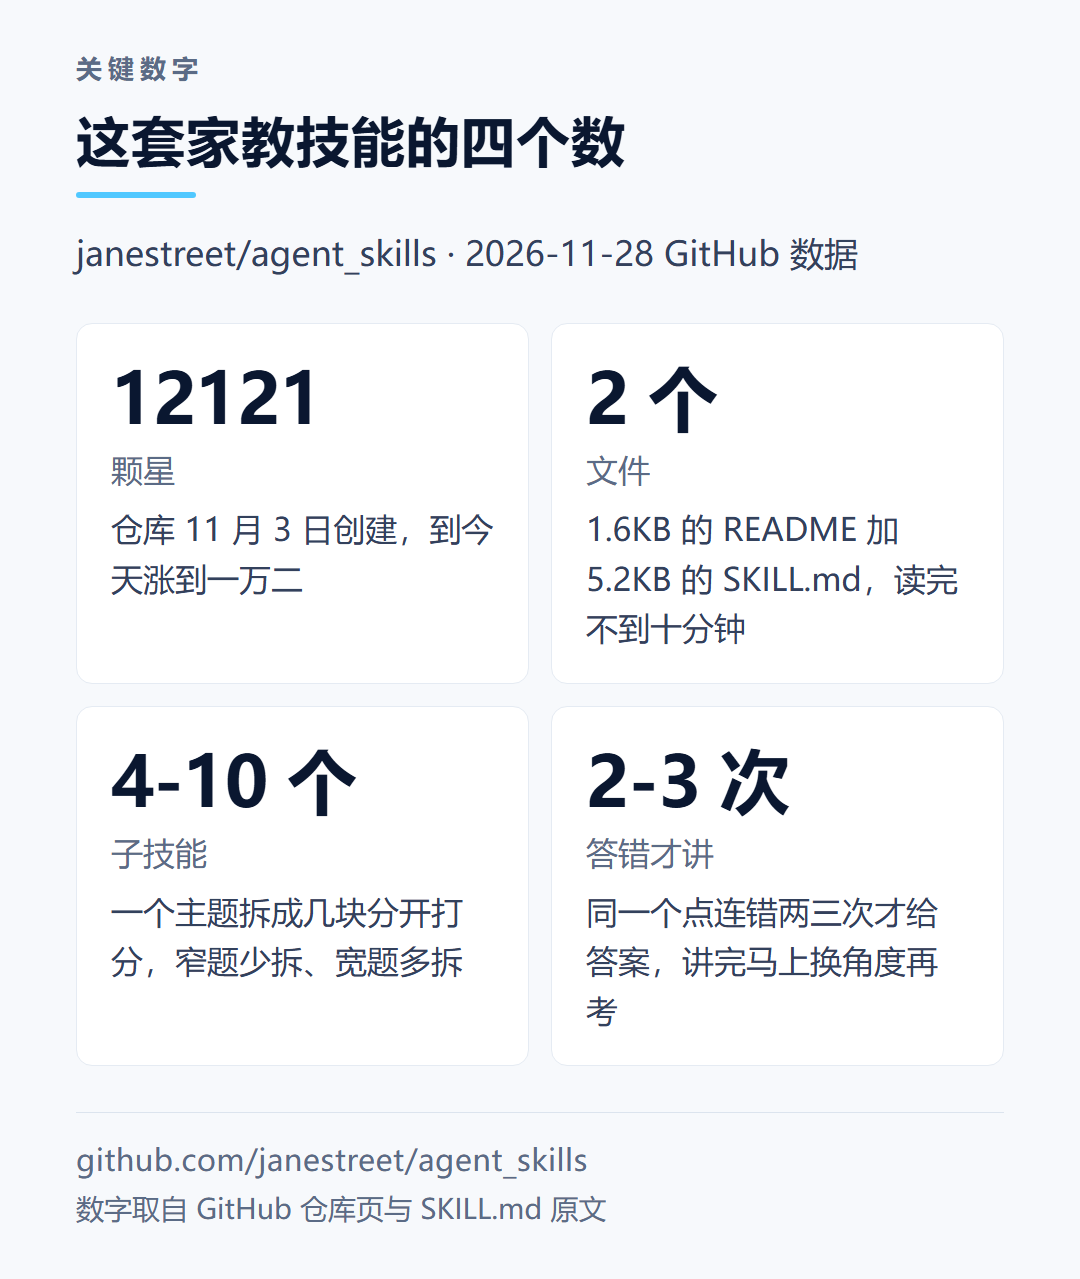 关键数字
这套家教技能的四个数
janestreet/agent_skills · 2026-11-28 GitHub 数据
12121
颗星
仓库 11 月 3 日创建，到今
天涨到一万二
2 个
文件
1.6KB 的 README 加
5.2KB 的 SKILL.md，读完
不到十分钟
4-10 个
子技能
一个主题拆成几块分开打
分，窄题少拆、宽题多拆
2-3 次
答错才讲
同一个点连错两三次才给
答案，讲完马上换角度再
考
github.com/janestreet/agent_skills
数字取自 GitHub 仓库页与 SKILL.md 原文